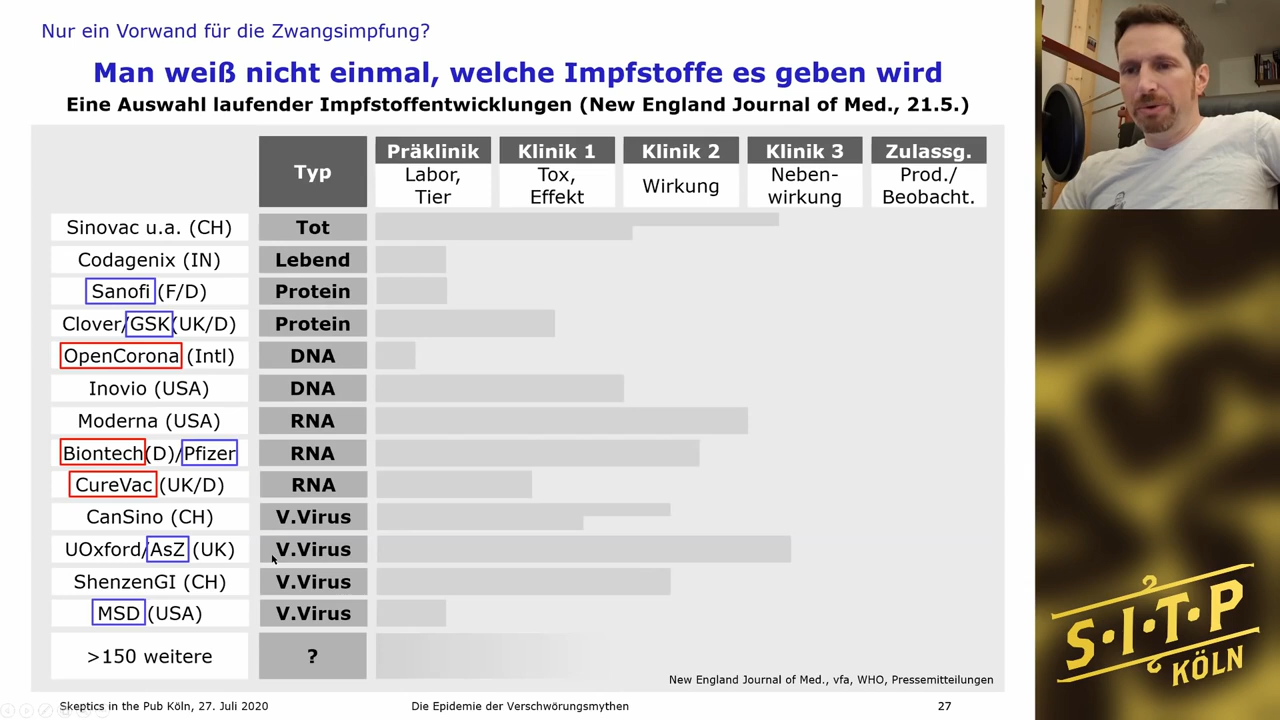 Nur ein Vorwand für die Zwangsimpfung?
Man weiß nicht einmal, welche Impfstoffe es geben wird
Eine Auswahl laufender Impfstoffentwicklungen (New England Journal of Med., 21.5.)
Typ Präklinik Klinik 1 Klinik 2 Klinik 3 Zulassg.
Labor, Tier Tox, Effekt Wirkung Neben-wirkung Prod./Beobacht.
Sinovac u.a. (CH) Tot
Codagenix (IN) Lebend
Sanofi (F/D) Protein
Clover/GSK(UK/D) Protein
OpenCorona (Intl) DNA
Inovio (USA) DNA
Moderna (USA) RNA
Biontech(D)/Pfizer RNA
CureVac (UK/D) RNA
CanSino (CH) V.Virus
UOxford/AsZ (UK) V.Virus
ShenzenGI (CH) V.Virus
MSD (USA) V.Virus
>150 weitere ?
New England Journal of Med., vfa, WHO, Pressemitteilungen
Skeptics in the Pub Köln, 27. Juli 2020 Die Epidemie der Verschwörungsmythen 27
S·I·T·P
KÖLN